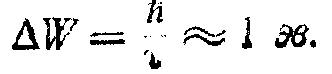 ΔW = ħ/τ ≈ 1 эв.